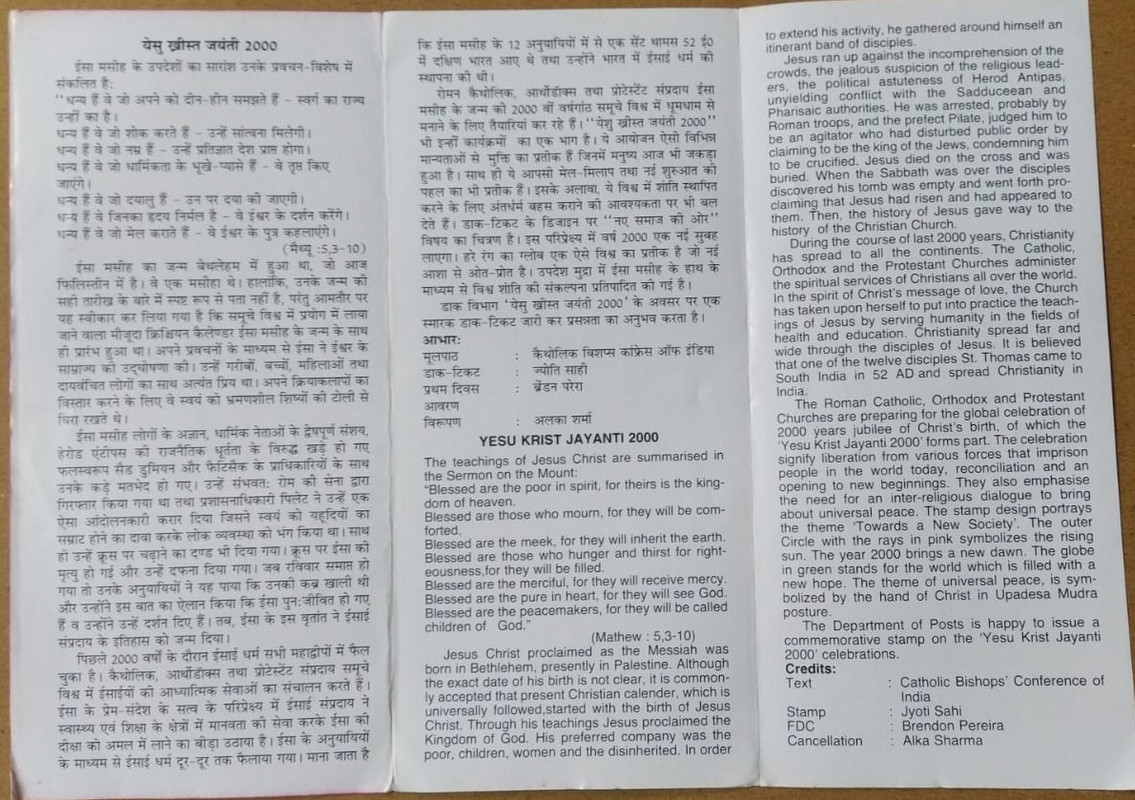 येसु ख्रीस्त जयंती 2000
ईसा मसीह के उपदेशों का सारांश उनके प्रवचन-विशेष में
संकलित है:
"धन्य हैं वे जो अपने को दीन-हीन समझते हैं - स्वर्ग का राज्य
उन्हीं का है।
धन्य हैं वे जो शोक करते हैं - उन्हें सांत्वना मिलेगी।
धन्य हैं वे जो नम्र हैं - उन्हें प्रतिज्ञात देश प्राप्त होगा।
धन्य हैं वे जो धार्मिकता के भूखे-प्यासे हैं - वे तृप्त किए
जाएंगे।
धन्य हैं वे जो दयालु हैं - उन पर दया की जाएगी।
धन्य हैं वे जिनका हृदय निर्मल है - वे ईश्वर के दर्शन करेंगे।
धन्य हैं वे जो मेल कराते हैं - वे ईश्वर के पुत्र कहलाएंगे।
(मैथ्यू :5,3-10)
ईसा मसीह का जन्म बेथलेहम में हुआ था, जो आज
फिलिस्तीन में है। वे एक मसीहा थे। हालांकि, उनके जन्म की
सही तारीख के बारे में स्पष्ट रूप से पता नहीं है, परंतु आमतौर पर
यह स्वीकार कर लिया गया है कि समूचे विश्व में प्रयोग में लाया
जाने वाला मौजूदा क्रिश्चियन कैलेण्डर ईसा मसीह के जन्म के साथ
ही प्रारंभ हुआ था। अपने प्रवचनों के माध्यम से ईसा ने ईश्वर के
साम्राज्य की उद्घोषणा की। उन्हें गरीबों, बच्चों, महिलाओं तथा
दायवंचित लोगों का साथ अत्यंत प्रिय था। अपने क्रियाकलापों का
विस्तार करने के लिए वे स्वयं को भ्रमणशील शिष्यों की टोली से
घिरा रखते थे।
ईसा मसीह लोगों के अज्ञान, धार्मिक नेताओं के द्वेषपूर्ण संशय,
हेरोड एंटीपस की राजनैतिक धूर्तता के विरुद्ध खड़े हो गए
फलस्वरूप सैड डुमियन और फैटिसैक के प्राधिकारियों के साथ
उनके कड़े मतभेद हो गए। उन्हें संभवत: रोम की सेना द्वारा
गिरफ्तार किया गया था तथा प्रशासनाधिकारी पिलेट ने उन्हें एक
ऐसा आंदोलनकारी करार दिया जिसने स्वयं को यहूदियों का
सम्राट होने का दावा करके लोक व्यवस्था को भंग किया था। साथ
ही उन्हें क्रूस पर चढ़ाने का दण्ड भी दिया गया। क्रूस पर ईसा की
मृत्यु हो गई और उन्हें दफना दिया गया। जब रविवार समाप्त हो
गया तो उनके अनुयायियों ने यह पाया कि उनकी कब्र खाली थी
और उन्होंने इस बात का ऐलान किया कि ईसा पुन:जीवित हो गए
हैं व उन्होंने उन्हें दर्शन दिए हैं। तब, ईसा के इस वृतांत ने ईसाई
संप्रदाय के इतिहास को जन्म दिया।
पिछले 2000 वर्षों के दौरान ईसाई धर्म सभी महाद्वीपों में फैल
चुका है। कैथोलिक, आर्थोडॉक्स तथा प्रोटेस्टेंट संप्रदाय समूचे
विश्व में ईसाईयों की आध्यात्मिक सेवाओं का संचालन करते हैं।
ईसा के प्रेम-संदेश के सत्व के परिप्रेक्ष्य में ईसाई संप्रदाय ने
स्वास्थ्य एवं शिक्षा के क्षेत्रों में मानवता की सेवा करके ईसा की
दीक्षा को अमल में लाने का बीड़ा उठाया है। ईसा के अनुयायियों
के माध्यम से ईसाई धर्म दूर-दूर तक फैलाया गया। माना जाता है
कि ईसा मसीह के 12 अनुयायियों में से एक सेंट थामस 52 ई०
में दक्षिण भारत आए थे तथा उन्होंने भारत में ईसाई धर्म की
स्थापना की थी।
रोमन कैथोलिक, आर्थोडॉक्स तथा प्रोटेस्टेंट संप्रदाय ईसा
मसीह के जन्म की 2000 वीं वर्षगांठ समूचे विश्व में धूमधाम से
मनाने के लिए तैयारियां कर रहे हैं। "येशु ख्रीस्त जयंती 2000"
भी इन्हीं कार्यक्रमों का एक भाग है। ये आयोजन ऐसी विभिन्न
मान्यताओं से मुक्ति का प्रतीक हैं जिनमें मनुष्य आज भी जकड़ा
हुआ है। साथ ही ये आपसी मेल-मिलाप तथा नई शुरुआत की
पहल का भी प्रतीक हैं। इसके अलावा, ये विश्व में शांति स्थापित
करने के लिए अंतर्धर्म बहस कराने की आवश्यकता पर भी बल
देते हैं। डाक-टिकट के डिजाइन पर "नए समाज की ओर"
विषय का चित्रण है। इस परिप्रेक्ष्य में वर्ष 2000 एक नई सुबह
लाएगा। हरे रंग का ग्लोब एक ऐसे विश्व का प्रतीक है जो नई
आशा से ओत-प्रोत है। उपदेश मुद्रा में ईसा मसीह के हाथ के
माध्यम से विश्व शांति की संकल्पना प्रतिपादित की गई है।
डाक विभाग 'येसु ख्रीस्त जयंती 2000' के अवसर पर एक
स्मारक डाक-टिकट जारी कर प्रसन्नता का अनुभव करता है।
आभार:
मूलपाठ : कैथोलिक बिशप्स कांफ्रेंस ऑफ इंडिया
डाक-टिकट : ज्योति साही
प्रथम दिवस : ब्रेंडन परेरा
आवरण
विरूपण : अलका शर्मा
YESU KRIST JAYANTI 2000
The teachings of Jesus Christ are summarised in
the Sermon on the Mount:
"Blessed are the poor in spirit, for theirs is the king-
dom of heaven.
Blessed are those who mourn, for they will be com-
forted,
Blessed are the meek, for they will inherit the earth.
Blessed are those who hunger and thirst for right-
eousness,for they will be filled.
Blessed are the merciful, for they will receive mercy.
Blessed are the pure in heart, for they will see God.
Blessed are the peacemakers, for they will be called
children of God."
(Mathew : 5,3-10)
Jesus Christ proclaimed as the Messiah was
born in Bethlehem, presently in Palestine. Although
the exact date of his birth is not clear, it is common-
ly accepted that present Christian calender, which is
universally followed,started with the birth of Jesus
Christ. Through his teachings Jesus proclaimed the
Kingdom of God. His preferred company was the
poor, children, women and the disinherited. In order
to extend his activity, he gathered around himself an
itinerant band of disciples.
Jesus ran up against the incomprehension of the
crowds, the jealous suspicion of the religious lead-
ers, the political astuteness of Herod Antipas,
unyielding conflict with the Sadduceean and
Pharisaic authorities. He was arrested, probably by
Roman troops, and the prefect Pilate, judged him to
be an agitator who had disturbed public order by
claiming to be the king of the Jews, condemning him
to be crucified. Jesus died on the cross and was
buried. When the Sabbath was over the disciples
discovered his tomb was empty and went forth pro-
claiming that Jesus had risen and had appeared to
them. Then, the history of Jesus gave way to the
history of the Christian Church.
During the course of last 2000 years, Christianity
has spread to all the continents. The Catholic,
Orthodox and the Protestant Churches administer
the spiritual services of Christians all over the world.
In the spirit of Christ's message of love, the Church
has taken upon herself to put into practice the teach-
ings of Jesus by serving humanity in the fields of
health and education. Christianity spread far and
wide through the disciples of Jesus. It is believed
that one of the twelve disciples St. Thomas came to
South India in 52 AD and spread Christianity in
India.
The Roman Catholic, Orthodox and Protestant
Churches are preparing for the global celebration of
2000 years jubilee of Christ's birth, of which the
'Yesu Krist Jayanti 2000' forms part. The celebration
signify liberation from various forces that imprison
people in the world today, reconciliation and an
opening to new beginnings. They also emphasise
the need for an inter-religious dialogue to bring
about universal peace. The stamp design portrays
the theme 'Towards a New Society'. The outer
Circle with the rays in pink symbolizes the rising
sun. The year 2000 brings a new dawn. The globe
in green stands for the world which is filled with a
new hope. The theme of universal peace, is sym-
bolized by the hand of Christ in Upadesa Mudra
posture.
The Department of Posts is happy to issue a
commemorative stamp on the 'Yesu Krist Jayanti
2000' celebrations.
Credits:
Text : Catholic Bishops' Conference of
India
Stamp : Jyoti Sahi
FDC : Brendon Pereira
Cancellation : Alka Sharma